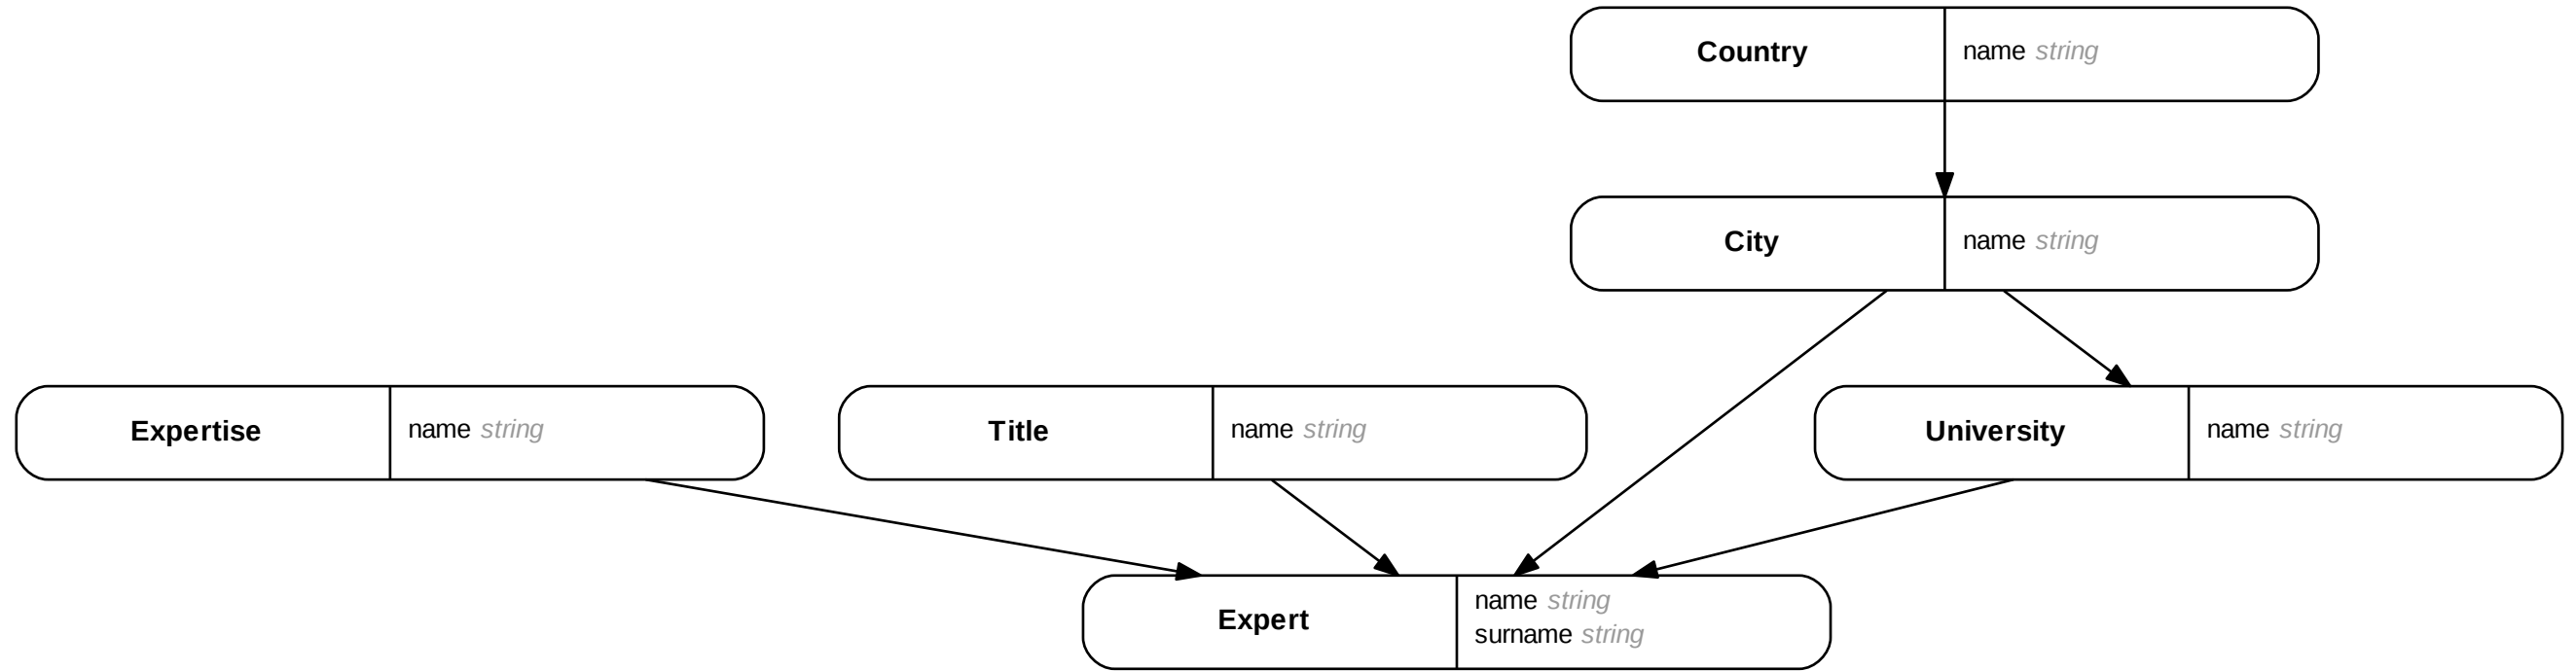 Country name string
City name string
Expertise name string
Title name string
University name string
Expert name string
surname string